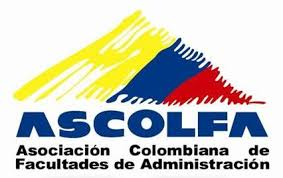 ASCOLFA
Asociación Colombiana de
Facultades de Administración